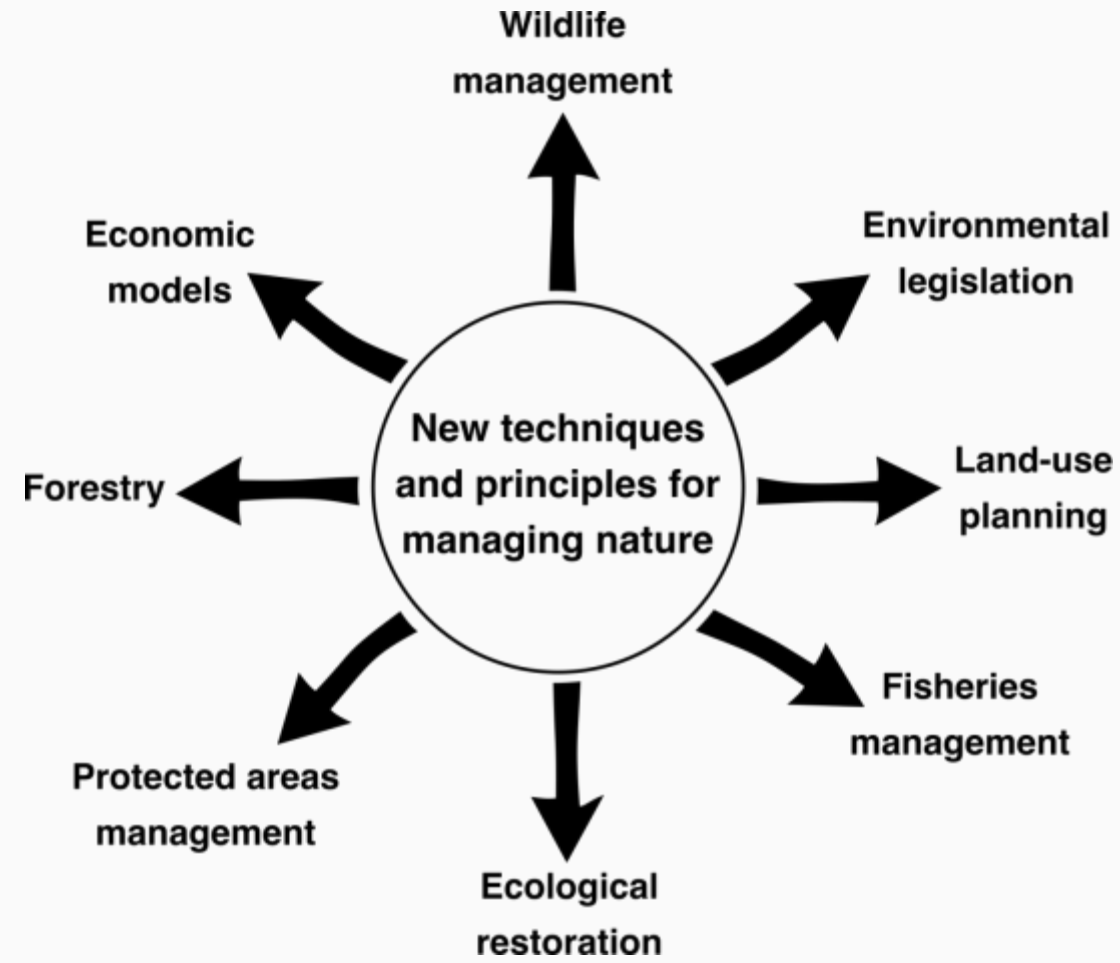 Wildlife
management
Environmental
legislation
Economic
models
New techniques
and principles for
managing nature
Land-use
planning
Forestry
Fisheries
management
Protected areas
management
Ecological
restoration